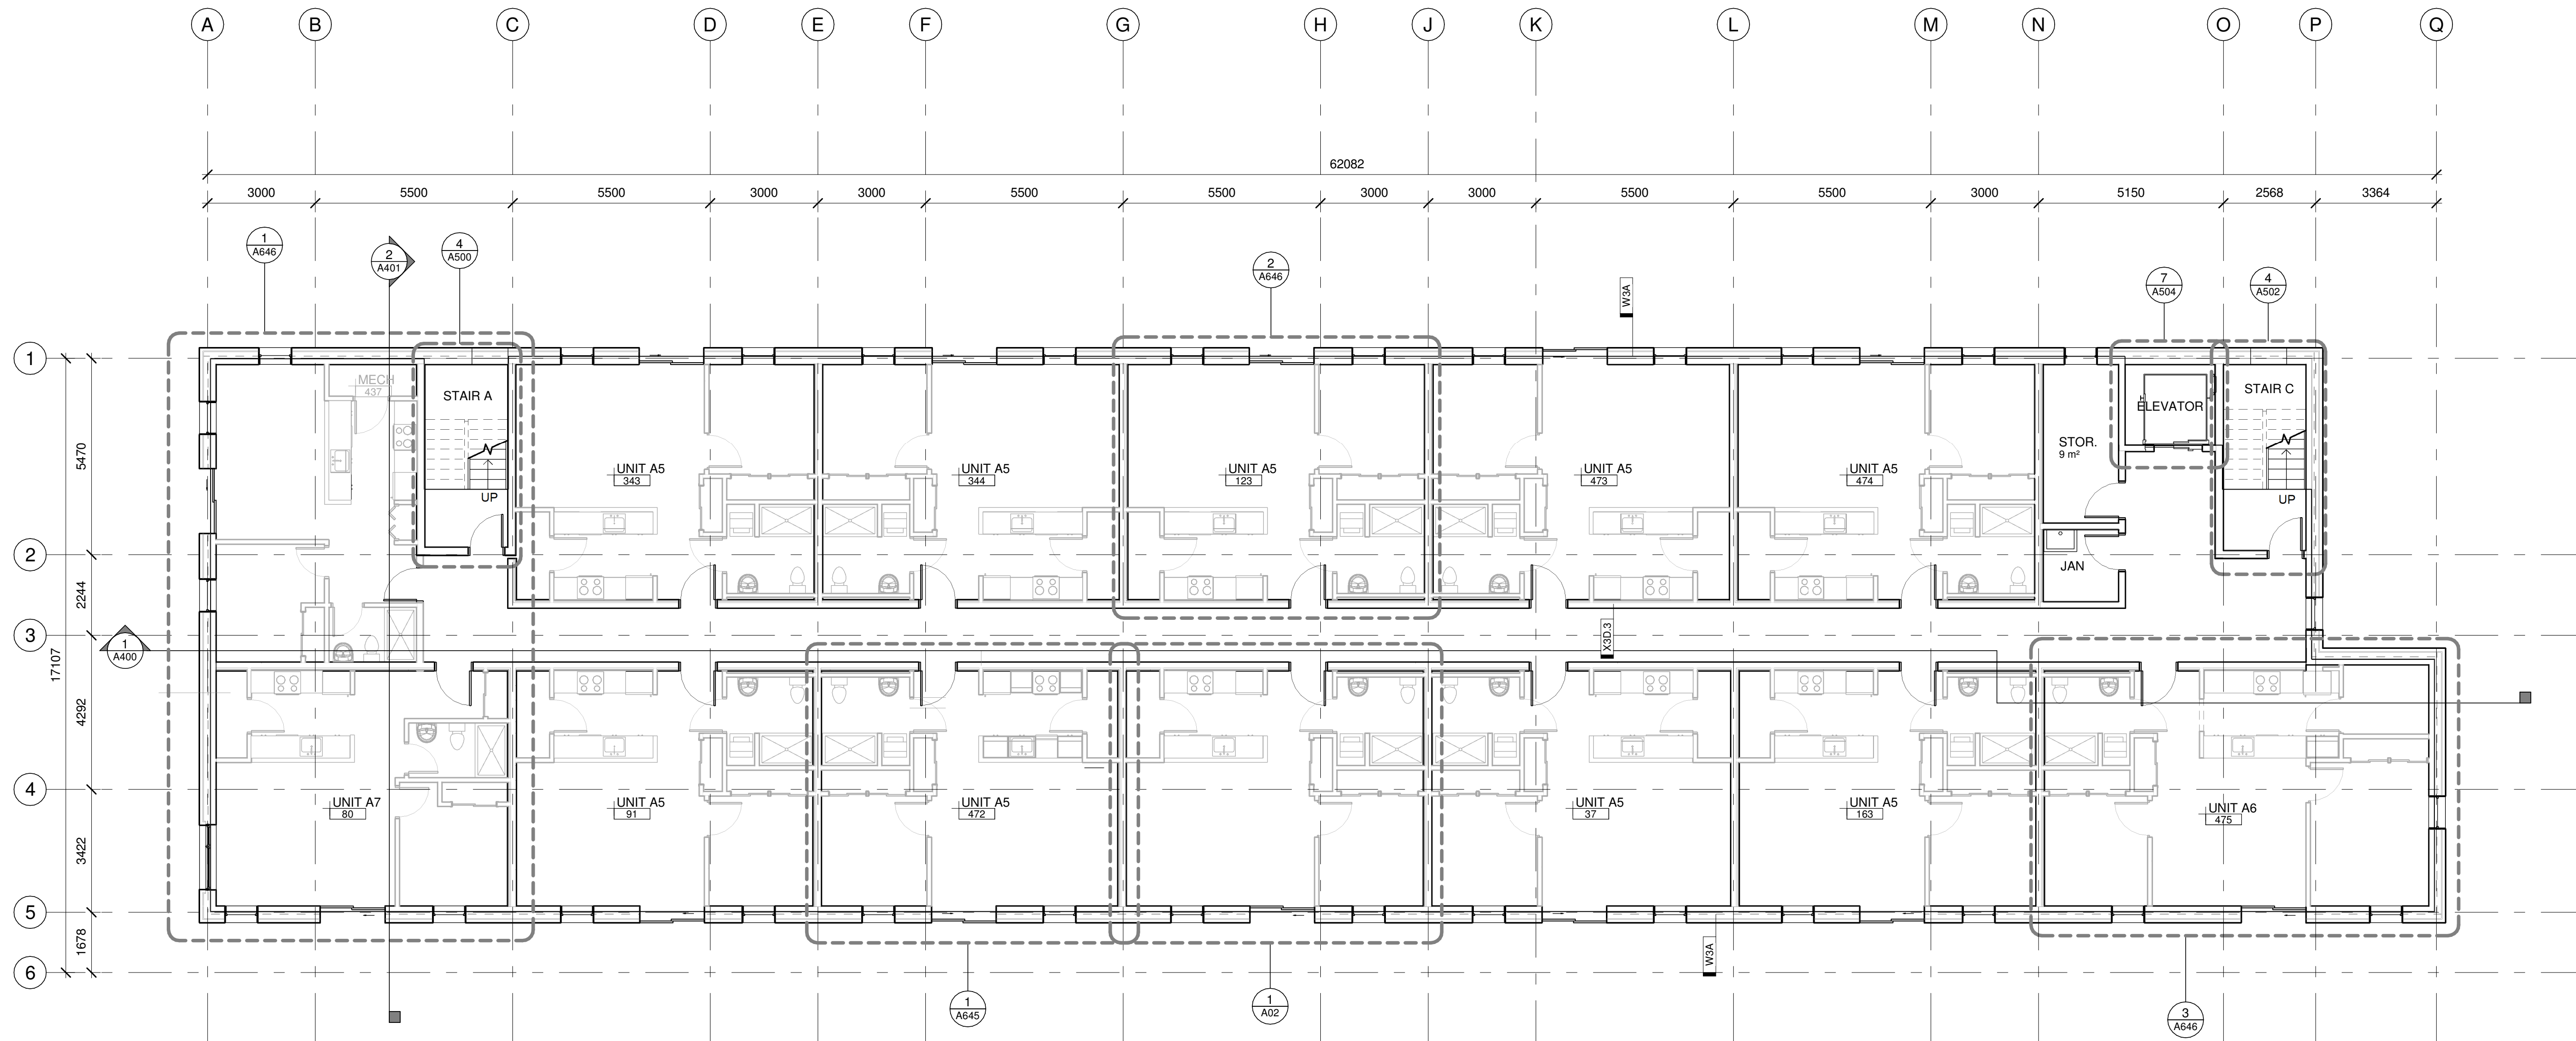 A B C D E F G H J K L M N O P Q
62082
3000 5500 5500 3000 3000 5500 5500 3000 3000 5500 5500 3000 5150 2568 3364
1
A646
2
A401
4
A500
2
A646
W3A
7
A504
4
A502
1
MECH
437
STAIR A
STAIR C
ELEVATOR
5470
STOR.
9 m²
UNIT A5
343
UNIT A5
344
UNIT A5
123
UNIT A5
473
UNIT A5
474
UP
UP
2
JAN
2244
3
1
A400
X3D.3
17107
4292
4
UNIT A7
80
UNIT A5
91
UNIT A5
472
UNIT A5
37
UNIT A5
163
UNIT A6
475
3422
5
1678
W3A
6
1
A645
1
A02
3
A646